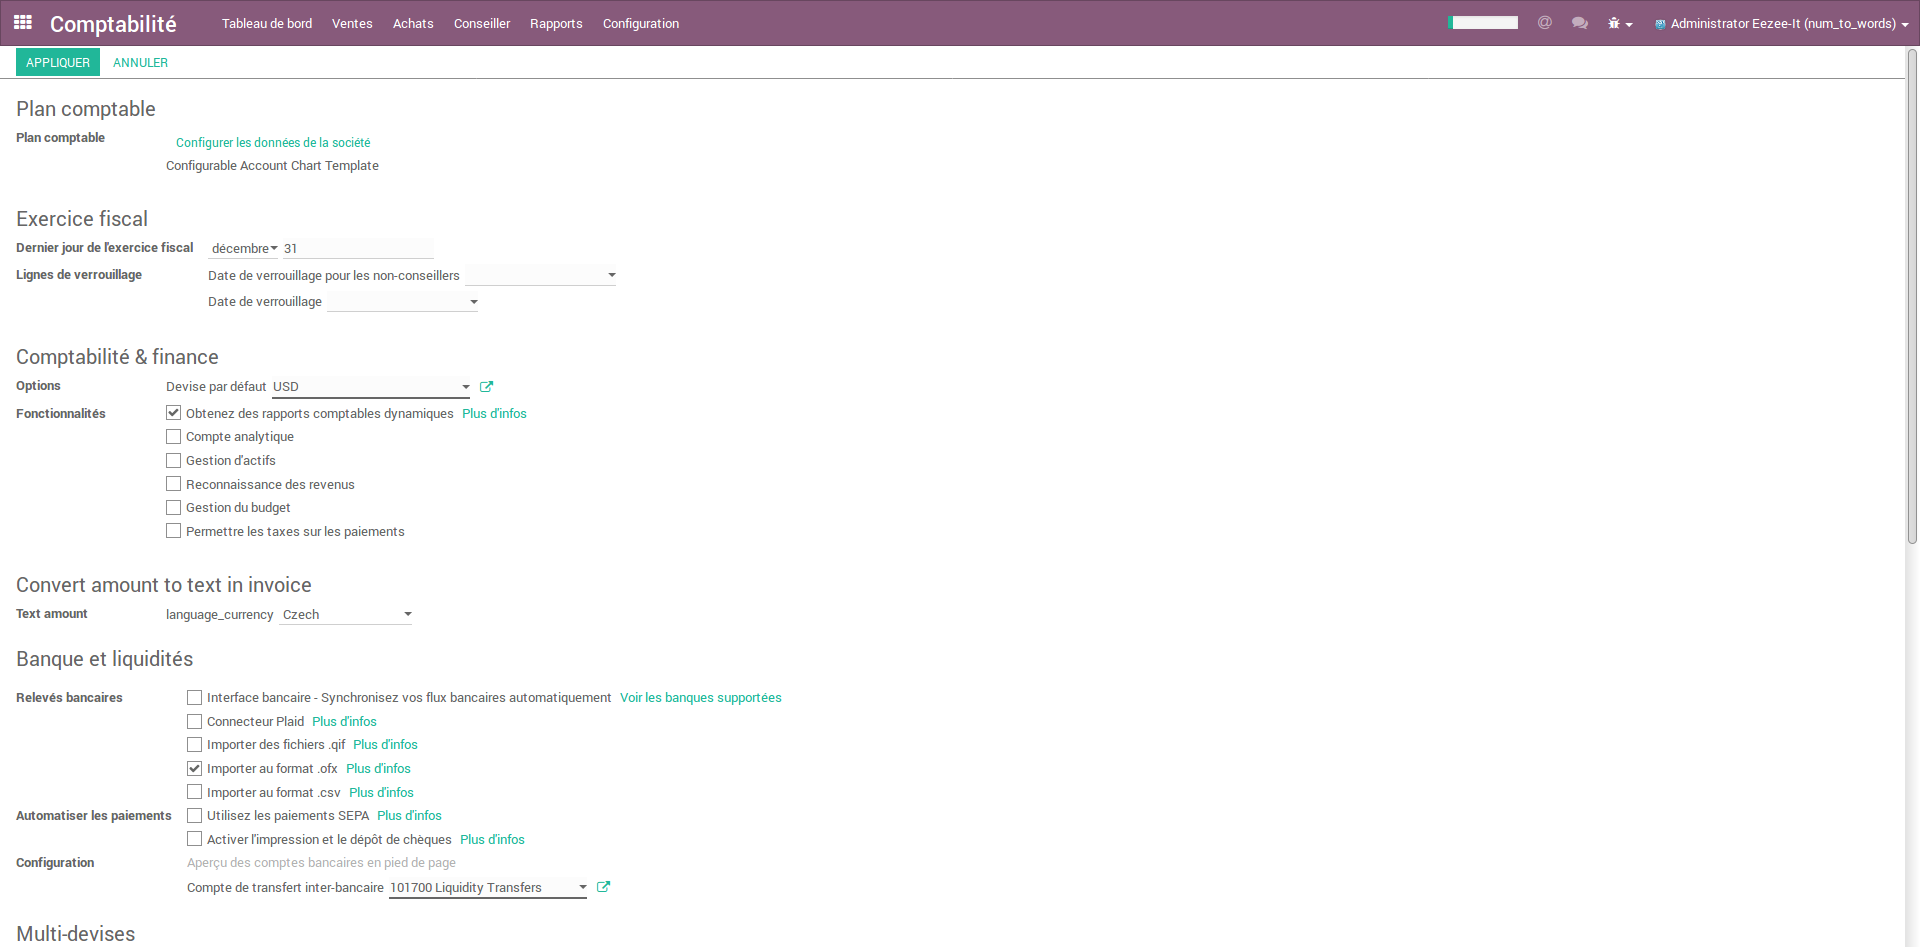 Comptabilité Tableau de bord Ventes Achats Conseiller Rapports Configuration @ Administrator Eezee-It (num_to_words)
APPLIQUER ANNULER
Plan comptable
Plan comptable Configurer les données de la société
Configurable Account Chart Template
Exercice fiscal
Dernier jour de l'exercice fiscal décembre 31
Lignes de verrouillage Date de verrouillage pour les non-conseillers
Date de verrouillage
Comptabilité & finance
Options Devise par défaut USD
Fonctionnalités Obtenez des rapports comptables dynamiques Plus d'infos
Compte analytique
Gestion d'actifs
Reconnaissance des revenus
Gestion du budget
Permettre les taxes sur les paiements
Convert amount to text in invoice
Text amount language_currency Czech
Banque et liquidités
Relevés bancaires Interface bancaire - Synchronisez vos flux bancaires automatiquement Voir les banques supportées
Connecteur Plaid Plus d'infos
Importer des fichiers .qif Plus d'infos
Importer au format .ofx Plus d'infos
Importer au format .csv Plus d'infos
Automatiser les paiements Utilisez les paiements SEPA Plus d'infos
Activer l'impression et le dépôt de chèques Plus d'infos
Configuration Aperçu des comptes bancaires en pied de page
Compte de transfert inter-bancaire 101700 Liquidity Transfers
Multi-devises